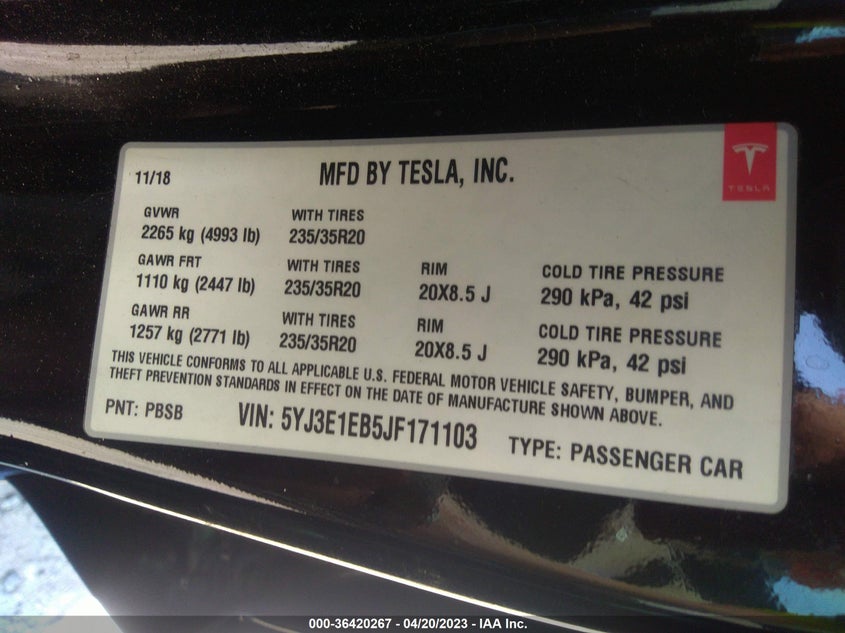 11/18 MFD BY TESLA, INC.
TESLA
GVWR WITH TIRES
2265 kg (4993 lb) 235/35R20
GAWR FRT WITH TIRES RIM COLD TIRE PRESSURE
1110 kg (2447 lb) 235/35R20 20X8.5 J 290 kPa, 42 psi
GAWR RR WITH TIRES RIM COLD TIRE PRESSURE
1257 kg (2771 lb) 235/35R20 20X8.5 J 290 kPa, 42 psi
THIS VEHICLE CONFORMS TO ALL APPLICABLE U.S. FEDERAL MOTOR VEHICLE SAFETY, BUMPER, AND
THEFT PREVENTION STANDARDS IN EFFECT ON THE DATE OF MANUFACTURE SHOWN ABOVE.
PNT: PBSB VIN: 5YJ3E1EB5JF171103 TYPE: PASSENGER CAR
000-36420267 - 04/20/2023 - IAA Inc.